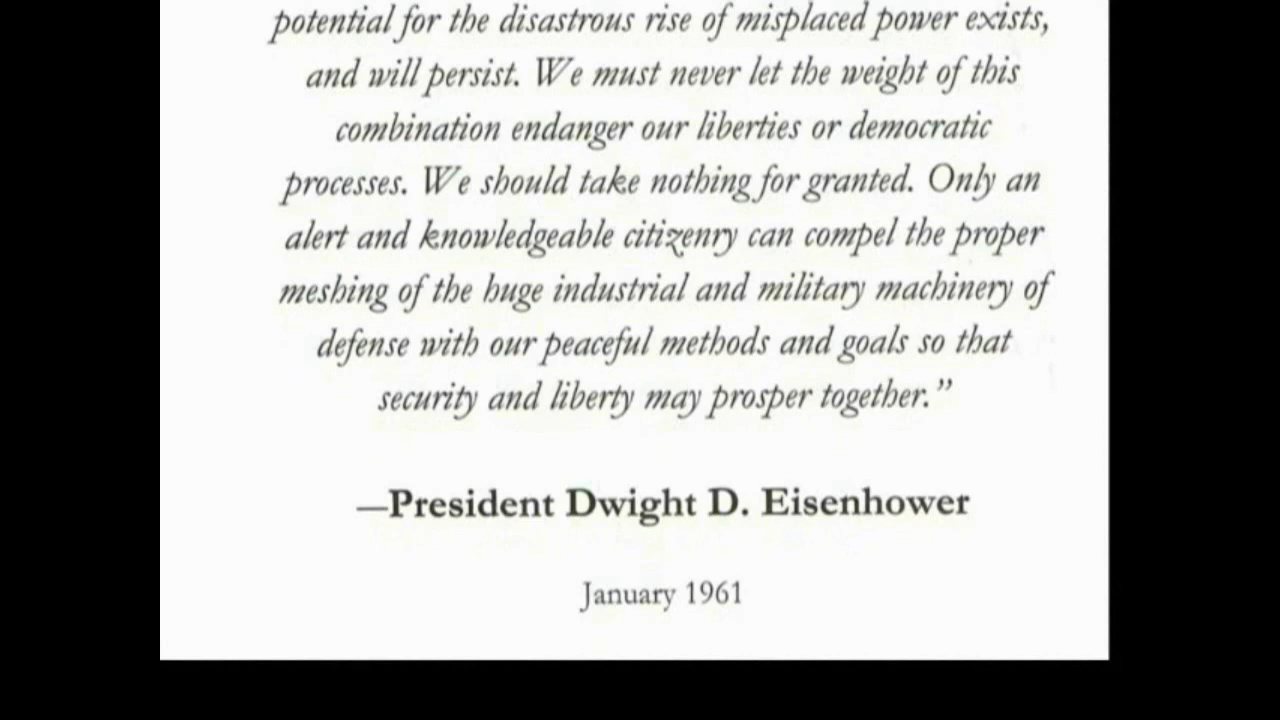 potential for the disastrous rise of misplaced power exists,
and will persist. We must never let the weight of this
combination endanger our liberties or democratic
processes. We should take nothing for granted. Only an
alert and knowledgeable citizenry can compel the proper
meshing of the huge industrial and military machinery of
defense with our peaceful methods and goals so that
security and liberty may prosper together.”
—President Dwight D. Eisenhower
January 1961